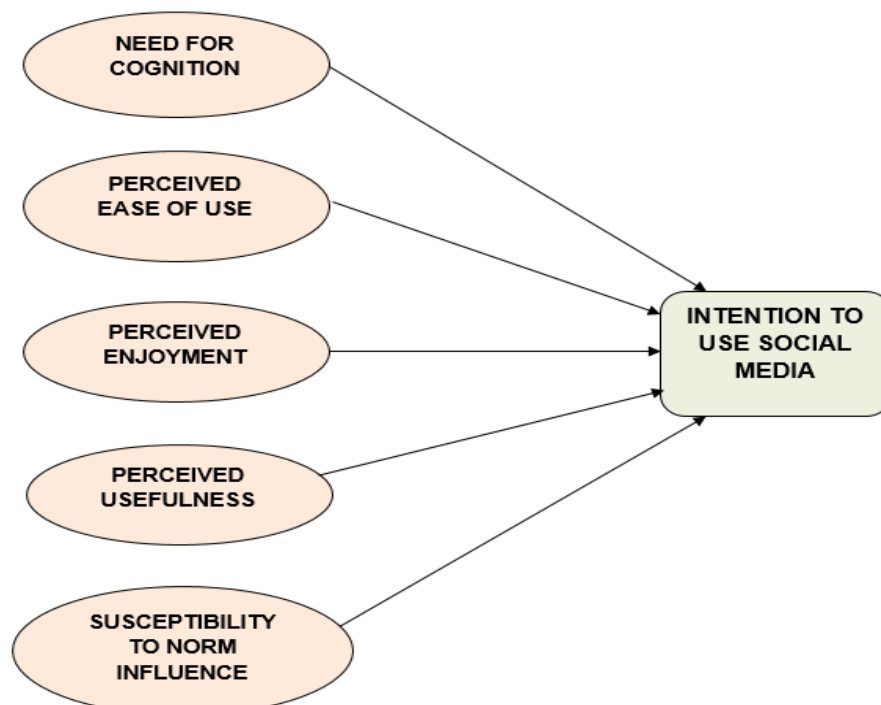 NEED FOR
COGNITION
PERCEIVED
EASE OF USE
PERCEIVED
ENJOYMENT
INTENTION TO
USE SOCIAL
MEDIA
PERCEIVED
USEFULNESS
SUSCEPTIBILITY
TO NORM
INFLUENCE